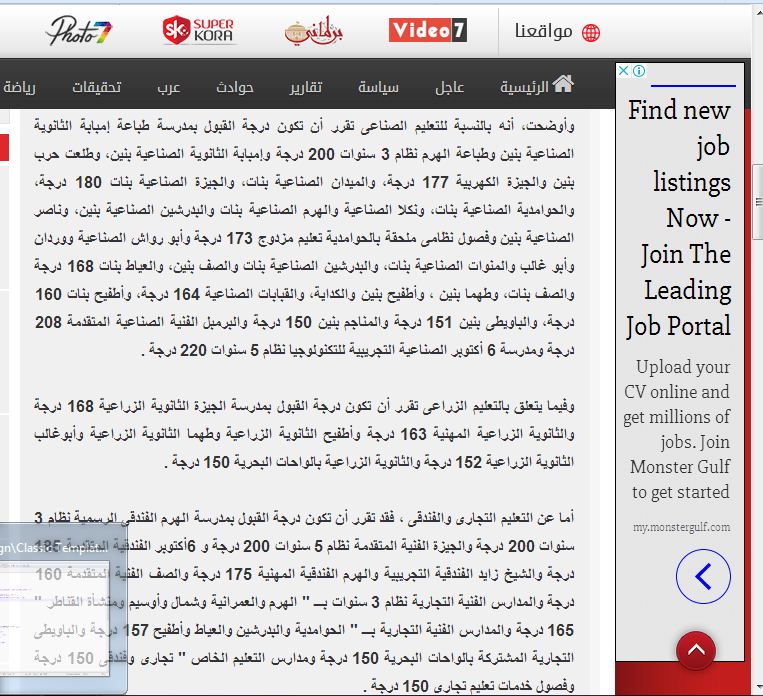 Photo7
SK SUPER KORA
برلماني
Video7
مواقعنا
الرئيسية عاجل سياسة تقارير حوادث عرب تحقيقات رياضة
وأوضحت، أنه بالنسبة للتعليم الصناعى تقرر أن تكون درجة القبول بمدرسة طباعة إمبابة الثانوية
الصناعية بنين وطباعة الهرم نظام 3 سنوات 200 درجة وإمبابة الثانوية الصناعية بنين، وطلعت حرب
بنين والجيزة الكهربية 177 درجة، والميدان الصناعية بنات، والجيزة الصناعية بنات 180 درجة،
والحوامدية الصناعية بنات، ونكلا الصناعية والهرم الصناعية بنات والبدرشين الصناعية بنين، وناصر
الصناعية بنين وفصول نظامى ملحقة بالحوامدية تعليم مزدوج 173 درجة وأبو رواش الصناعية ووردان
وأبو غالب والمنوات الصناعية بنات، والبدرشين الصناعية بنات والصف بنين، والعياط بنات 168 درجة
والصف بنات، وطهما بنين ، وأطفيح بنين والكداية، والقبابات الصناعية 164 درجة، وأطفيح بنات 160
درجة، والباويطى بنين 151 درجة والمناجم بنين 150 درجة والبرمبل الفنية الصناعية المتقدمة 208
درجة ومدرسة 6 أكتوبر الصناعية التجريبية للتكنولوجيا نظام 5 سنوات 220 درجة .
وفيما يتعلق بالتعليم الزراعى تقرر أن تكون درجة القبول بمدرسة الجيزة الثانوية الزراعية 168 درجة
والثانوية الزراعية المهنية 163 درجة وأطفيح الثانوية الزراعية وطهما الثانوية الزراعية وأبوغالب
الثانوية الزراعية 152 درجة والثانوية الزراعية بالواحات البحرية 150 درجة .
أما عن التعليم التجارى والفندقى ، فقد تقرر أن تكون درجة القبول بمدرسة الهرم الفندقى الرسمية نظام 3
سنوات 200 درجة والجيزة الفنية المتقدمة نظام 5 سنوات 200 درجة و 6أكتوبر الفندقية المتقدمة 185
درجة والشيخ زايد الفندقية التجريبية والهرم الفندقية المهنية 175 درجة والصف الفنية المتقدمة 160
درجة والمدارس الفنية التجارية نظام 3 سنوات بـــ " الهرم والعمرانية وشمال وأوسيم ومنشأة القناطر "
165 درجة والمدارس الفنية التجارية بـــ " الحوامدية والبدرشين والعياط وأطفيح 157 درجة والباويطى
التجارية المشتركة بالواحات البحرية 150 درجة ومدارس التعليم الخاص " تجارى وفندقى 150 درجة
وفصول خدمات تعليم تجارى 150 درجة .
gn\Classic Templat...
Find new
job
listings
Now -
Join The
Leading
Job Portal
Upload your
CV online and
get millions of
jobs. Join
Monster Gulf
to get started
my.monstergulf.com